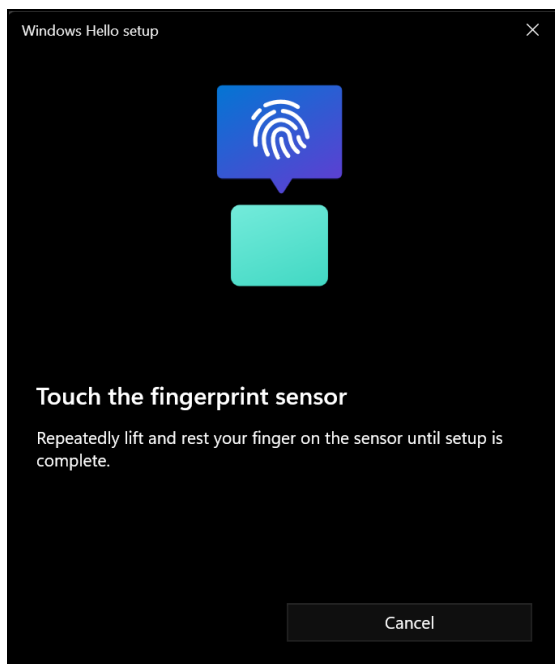 Windows Hello setup
Touch the fingerprint sensor
Repeatedly lift and rest your finger on the sensor until setup is
complete.
Cancel